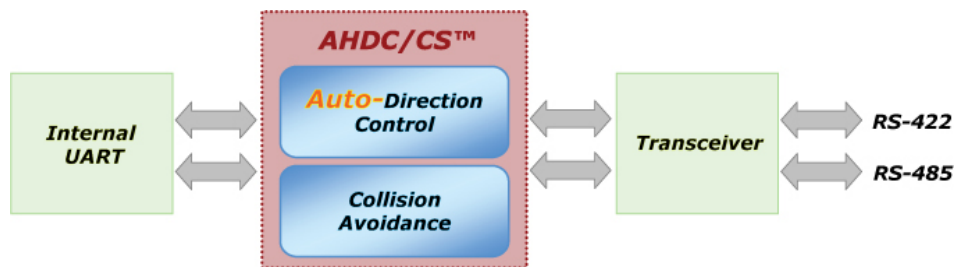 AHDC/CS™
Internal
UART
Auto-Direction
Control
Collision
Avoidance
Transceiver
RS-422
RS-485